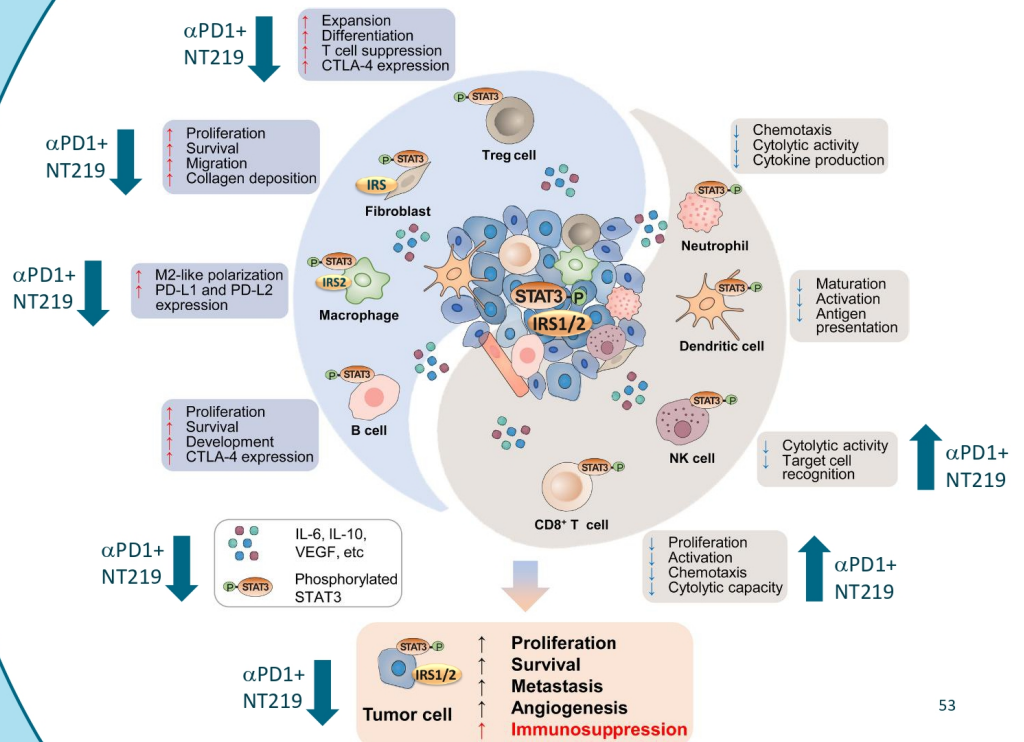 αPD1+
NT219
↑ Expansion
↑ Differentiation
↑ T cell suppression
↑ CTLA-4 expression
P-STAT3
Treg cell
αPD1+
NT219
↑ Proliferation
↑ Survival
↑ Migration
↑ Collagen deposition
P-STAT3
IRS
Fibroblast
↓ Chemotaxis
↓ Cytolytic activity
↓ Cytokine production
STAT3-P
Neutrophil
αPD1+
NT219
↑ M2-like polarization
↑ PD-L1 and PD-L2
expression
P-STAT3
IRS2
Macrophage
STAT3-P
IRS1/2
STAT3-P
Dendritic cell
↓ Maturation
↓ Activation
↓ Antigen
presentation
P-STAT3
B cell
↑ Proliferation
↑ Survival
↑ Development
↑ CTLA-4 expression
STAT3-P
NK cell
↓ Cytolytic activity
↓ Target cell
recognition
αPD1+
NT219
STAT3-P
CD8⁺ T cell
↓ Proliferation
↓ Activation
↓ Chemotaxis
↓ Cytolytic capacity
αPD1+
NT219
αPD1+
NT219
IL-6, IL-10,
VEGF, etc
P-STAT3
Phosphorylated
STAT3
αPD1+
NT219
STAT3-P
IRS1/2
Tumor cell
↑ Proliferation
↑ Survival
↑ Metastasis
↑ Angiogenesis
↑ Immunosuppression
53